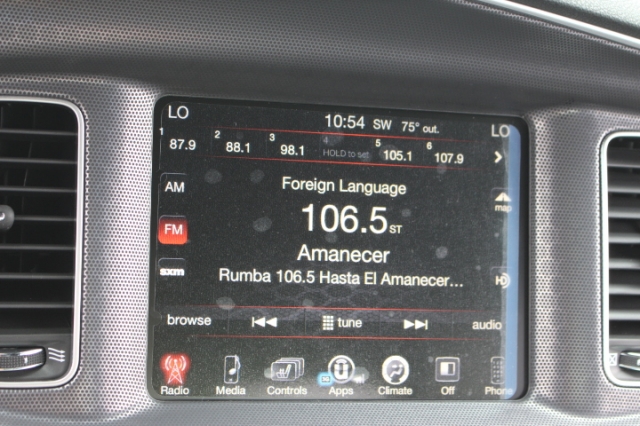 LO 10:54 SW 75° out. LO
1 87.9 2 88.1 3 98.1 4 HOLD to set 5 105.1 6 107.9
AM
Foreign Language
map
FM
106.5 ST
Amanecer
sxm
Rumba 106.5 Hasta El Amanecer...
HD
browse tune audio
Radio Media Controls Apps Climate Off Phone